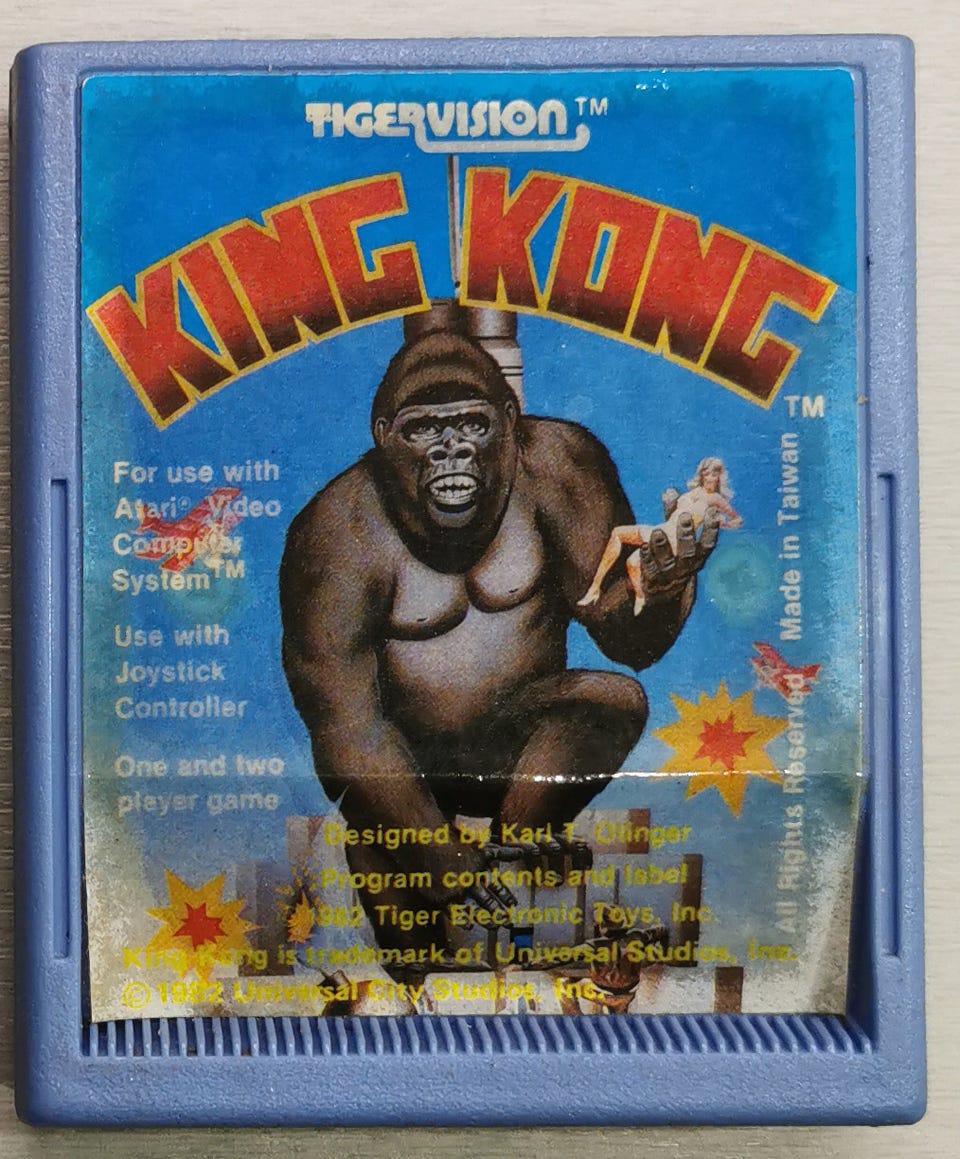 TIGERVISION™
KING KONG
™
For use with
Atari® Video
Computer
System™
Use with
Joystick
Controller
One and two
player game
All Rights Reserved Made in Taiwan
Designed by Karl T. Olinger
Program contents and label
1982 Tiger Electronic Toys, Inc.
King Kong is trademark of Universal Studios, Inc.
© 1982 Universal City Studios, Inc.